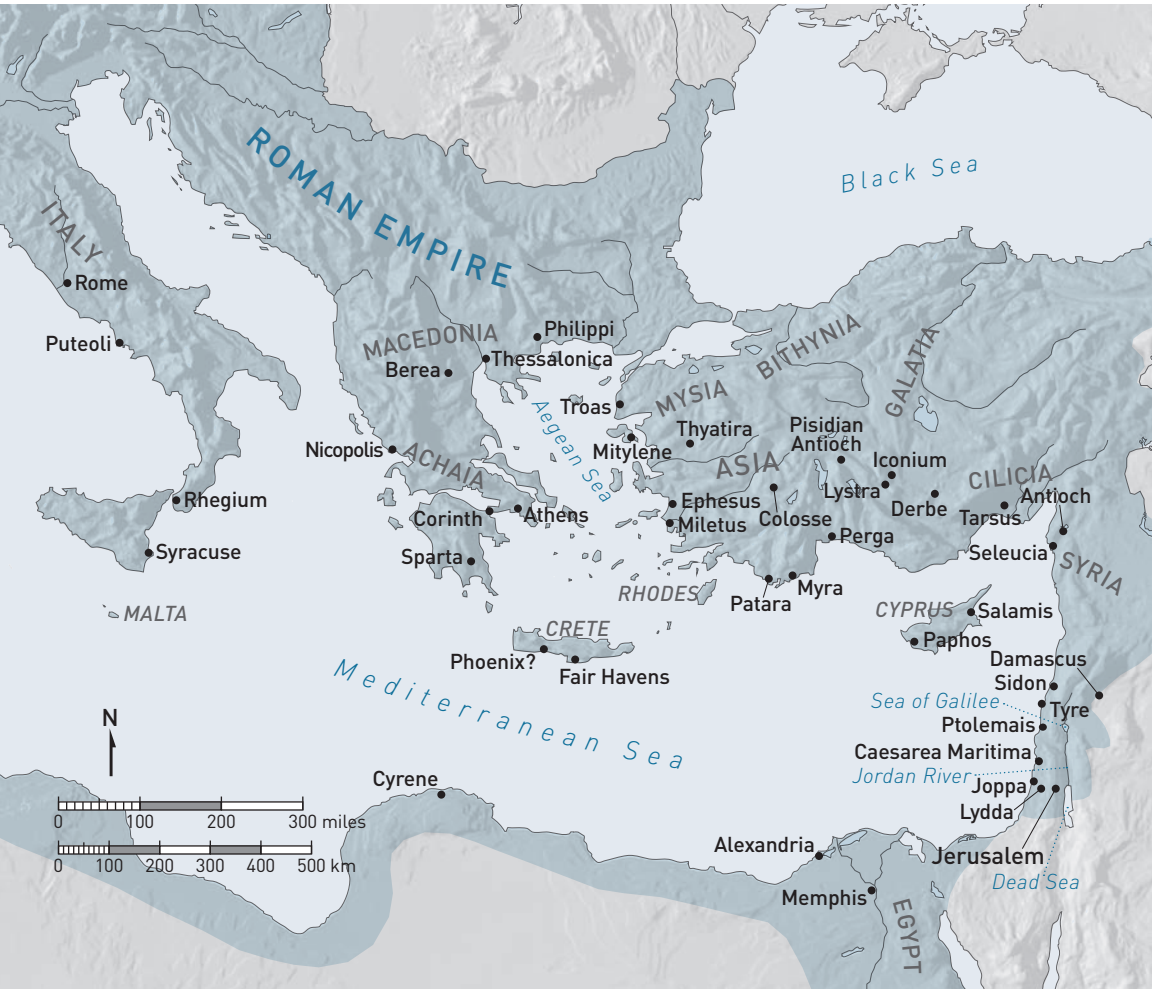 ROMAN EMPIRE
Black Sea
ITALY
Rome
Puteoli
MACEDONIA
Philippi
Thessalonica
Berea
BITHYNIA
GALATIA
MYSIA
Troas
Aegean Sea
Mitylene
Thyatira
Pisidian
Antioch
Nicopolis
ACHAIA
ASIA
Iconium
Lystra
CILICIA
Derbe
Antioch
Tarsus
Rhegium
Ephesus
Miletus
Colosse
Corinth
Athens
Perga
Syracuse
Sparta
Seleucia
SYRIA
RHODES
Patara
Myra
MALTA
CYPRUS
Salamis
Paphos
CRETE
Phoenix?
Fair Havens
Damascus
Sidon
Mediterranean Sea
Sea of Galilee
Tyre
Ptolemais
N
Caesarea Maritima
Jordan River
Cyrene
Joppa
Lydda
0 100 200 300 miles
0 100 200 300 400 500 km
Alexandria
Jerusalem
Dead Sea
Memphis
EGYPT